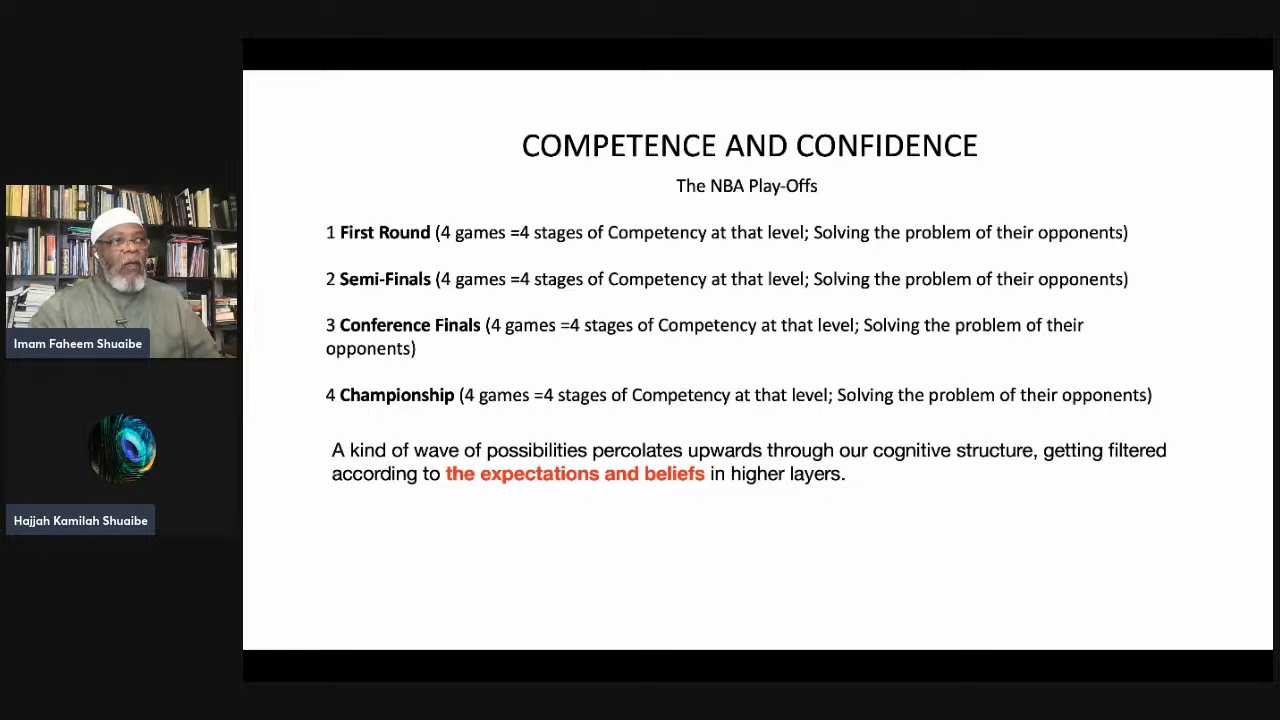 COMPETENCE AND CONFIDENCE
The NBA Play-Offs
1 First Round (4 games =4 stages of Competency at that level; Solving the problem of their opponents)
2 Semi-Finals (4 games =4 stages of Competency at that level; Solving the problem of their opponents)
3 Conference Finals (4 games =4 stages of Competency at that level; Solving the problem of their
opponents)
4 Championship (4 games =4 stages of Competency at that level; Solving the problem of their opponents)
A kind of wave of possibilities percolates upwards through our cognitive structure, getting filtered
according to the expectations and beliefs in higher layers.
Imam Faheem Shuaibe
Hajjah Kamilah Shuaibe